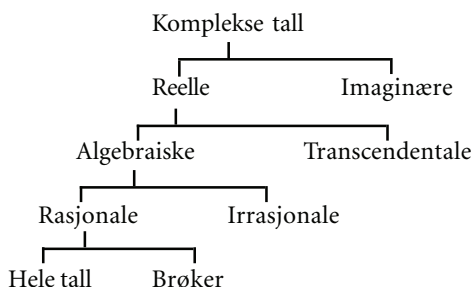 Komplekse tall
Reelle Imaginære
Algebraiske Transcendentale
Rasjonale Irrasjonale
Hele tall Brøker